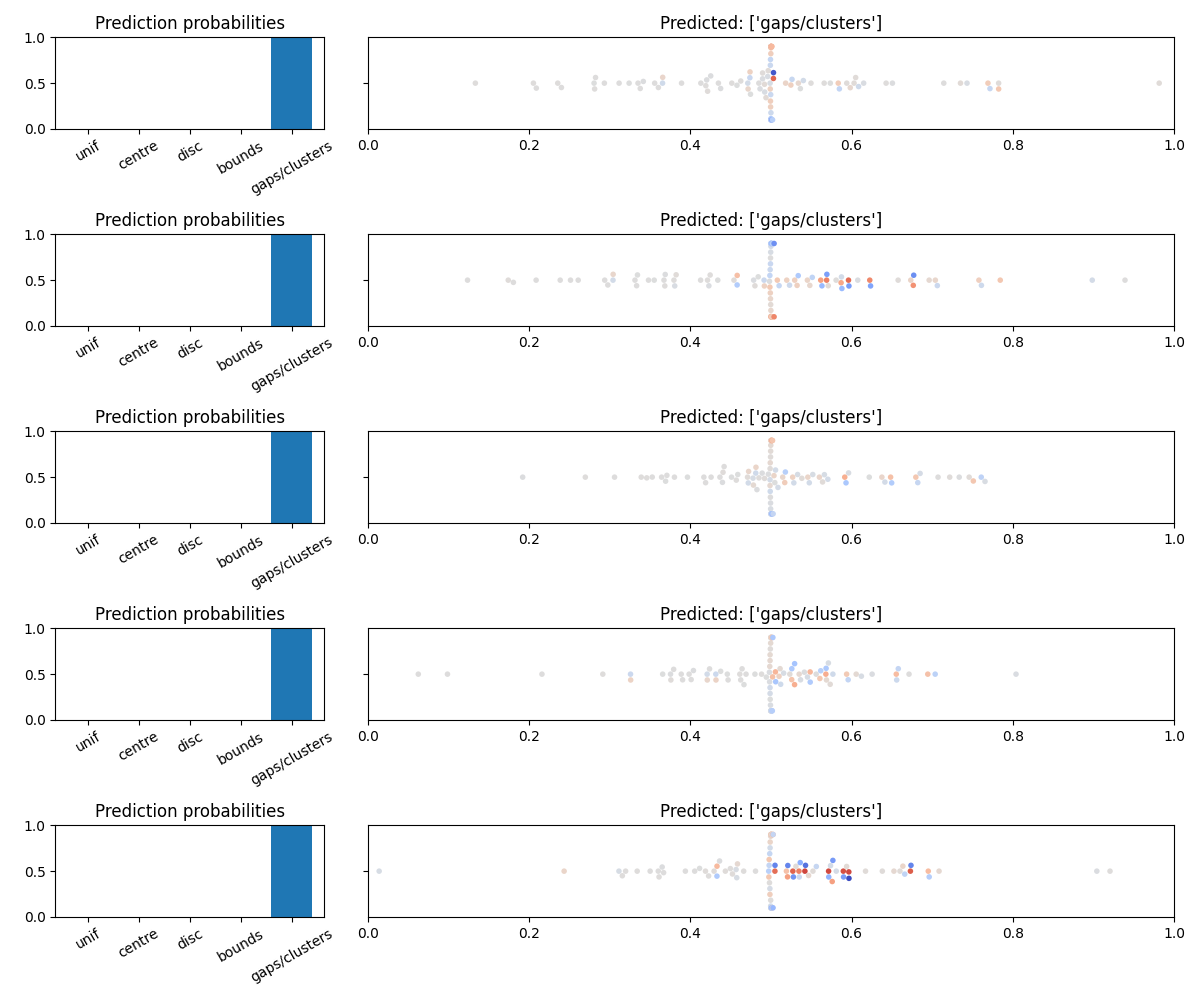 Prediction probabilities
Predicted: ['gaps/clusters']
1.0
0.5
0.0
unif
centre
disc
bounds
gaps/clusters
0.0 0.2 0.4 0.6 0.8 1.0
Prediction probabilities
Predicted: ['gaps/clusters']
1.0
0.5
0.0
unif
centre
disc
bounds
gaps/clusters
0.0 0.2 0.4 0.6 0.8 1.0
Prediction probabilities
Predicted: ['gaps/clusters']
1.0
0.5
0.0
unif
centre
disc
bounds
gaps/clusters
0.0 0.2 0.4 0.6 0.8 1.0
Prediction probabilities
Predicted: ['gaps/clusters']
1.0
0.5
0.0
unif
centre
disc
bounds
gaps/clusters
0.0 0.2 0.4 0.6 0.8 1.0
Prediction probabilities
Predicted: ['gaps/clusters']
1.0
0.5
0.0
unif
centre
disc
bounds
gaps/clusters
0.0 0.2 0.4 0.6 0.8 1.0